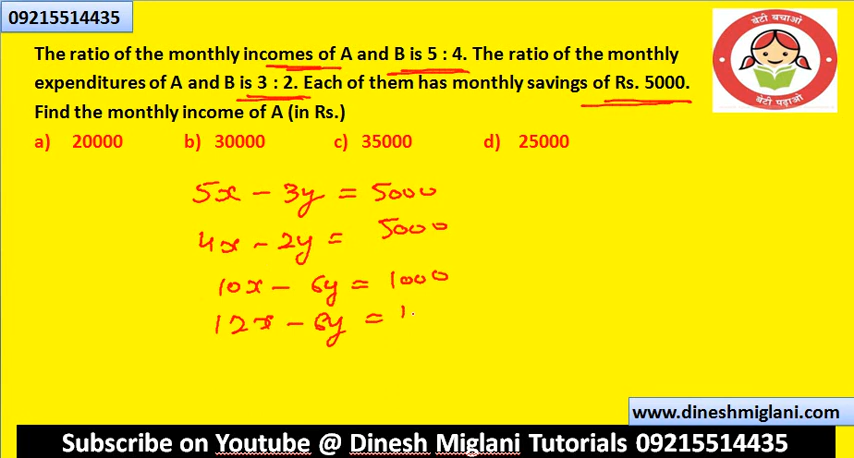 09215514435
The ratio of the monthly incomes of A and B is 5 : 4. The ratio of the monthly
expenditures of A and B is 3 : 2. Each of them has monthly savings of Rs. 5000.
Find the monthly income of A (in Rs.)
a) 20000 b) 30000 c) 35000 d) 25000
बेटी बचाओं
बेटी पढ़ाओं
5x - 3y = 5000
4x - 2y = 5000
10x - 6y = 1000
12x - 6y = 1
www.dineshmiglani.com
Subscribe on Youtube @ Dinesh Miglani Tutorials 09215514435